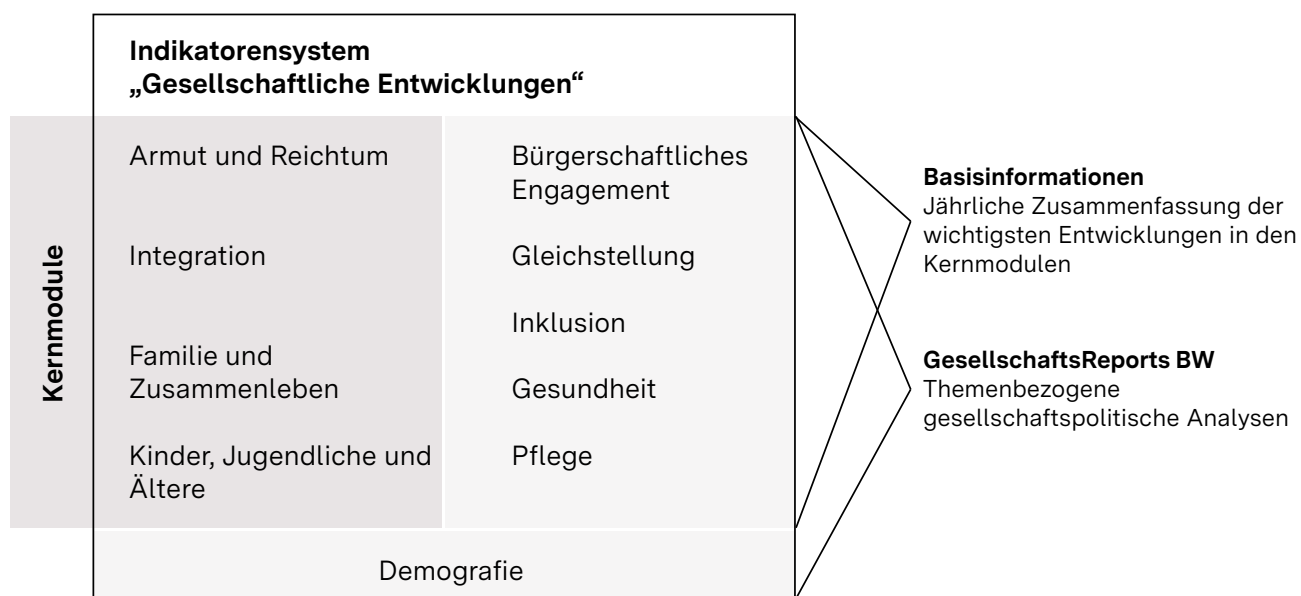 Indikatorensystem
„Gesellschaftliche Entwicklungen“
Kernmodule
Armut und Reichtum
Integration
Familie und
Zusammenleben
Kinder, Jugendliche und
Ältere
Bürgerschaftliches
Engagement
Gleichstellung
Inklusion
Gesundheit
Pflege
Demografie
Basisinformationen
Jährliche Zusammenfassung der
wichtigsten Entwicklungen in den
Kernmodulen
GesellschaftsReports BW
Themenbezogene
gesellschaftspolitische Analysen